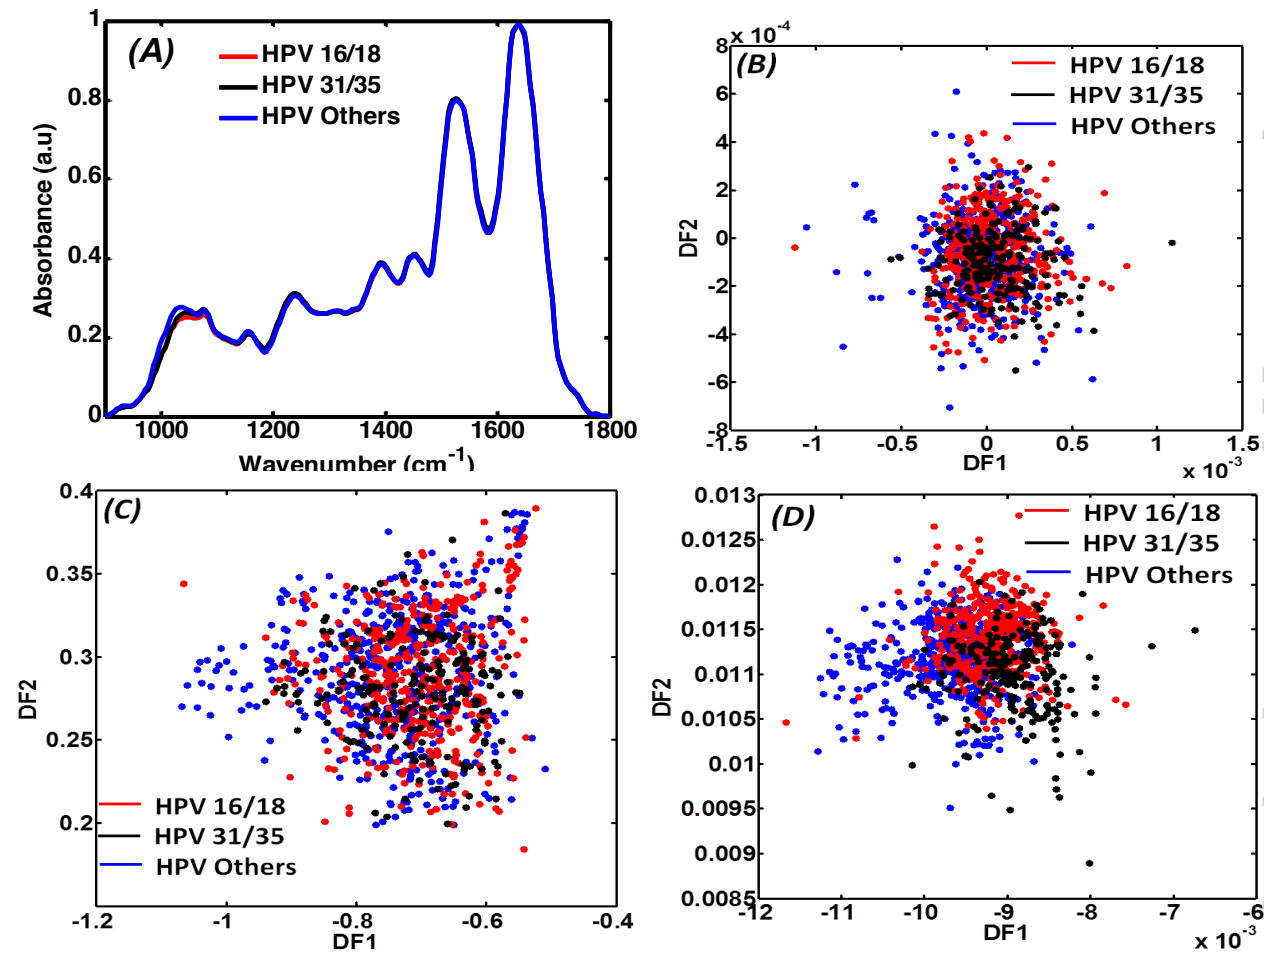 (A)
HPV 16/18
HPV 31/35
HPV Others
1
0.8
0.6
0.4
0.2
0
Absorbance (a.u)
1000 1200 1400 1600 1800
Wavenumber (cm-1)
x 10-4
(B)
HPV 16/18
HPV 31/35
HPV Others
8
6
4
2
0
-2
-4
-6
-8
DF2
-1.5 -1 -0.5 0 0.5 1 1.5
DF1
x 10-3
(C)
0.4
0.35
0.3
0.25
0.2
DF2
HPV 16/18
HPV 31/35
HPV Others
-1.2 -1 -0.8 -0.6 -0.4
DF1
(D)
HPV 16/18
HPV 31/35
HPV Others
0.013
0.0125
0.012
0.0115
0.011
0.0105
0.01
0.0095
0.009
0.0085
DF2
-12 -11 -10 -9 -8 -7 -6
DF1
x 10-3